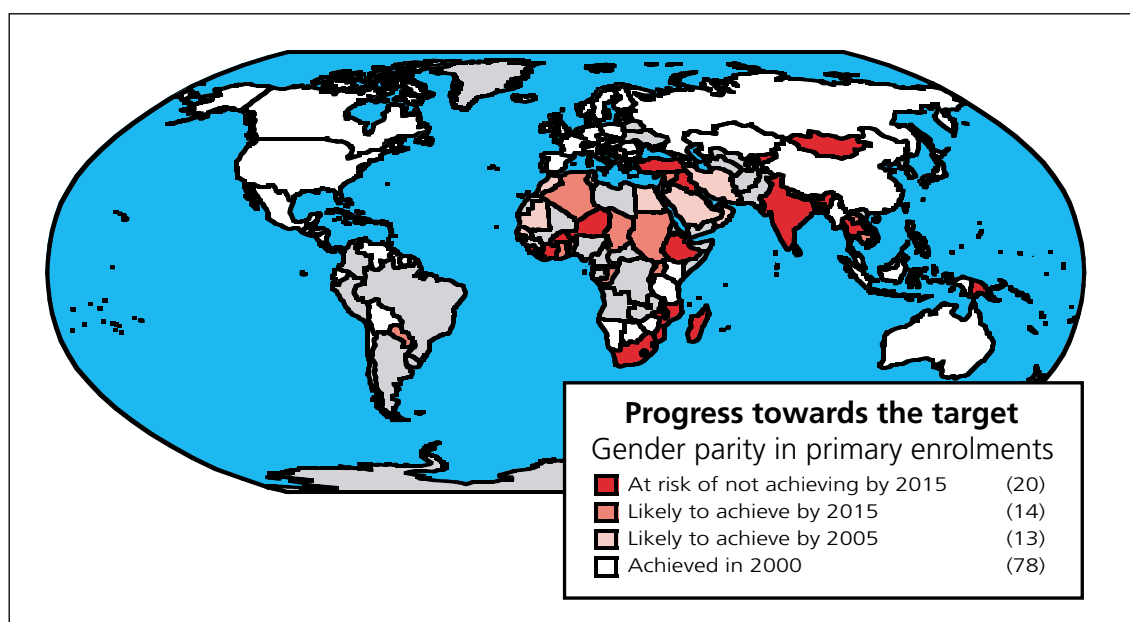 Progress towards the target
Gender parity in primary enrolments
At risk of not achieving by 2015 (20)
Likely to achieve by 2015 (14)
Likely to achieve by 2005 (13)
Achieved in 2000 (78)